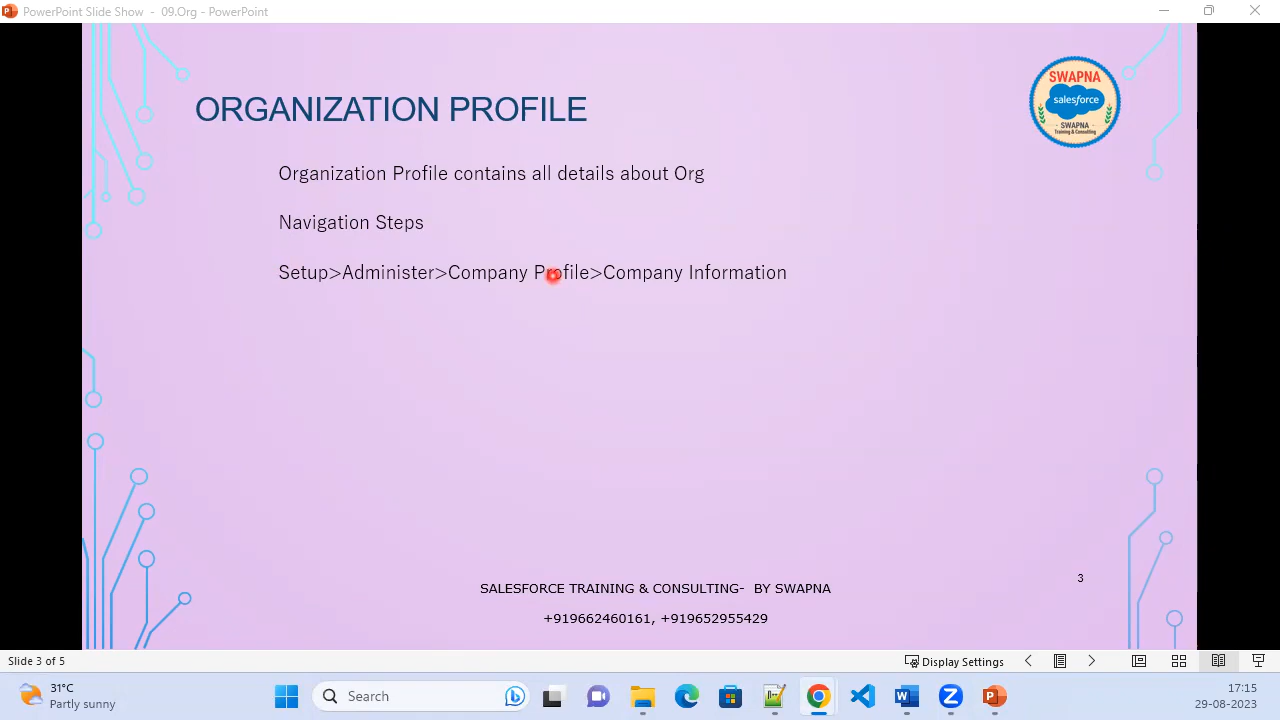 PowerPoint Slide Show - 09.Org - PowerPoint
ORGANIZATION PROFILE
SWAPNA
salesforce
- SWAPNA -
Training & Consulting
Organization Profile contains all details about Org
Navigation Steps
Setup>Administer>Company Profile>Company Information
3
SALESFORCE TRAINING & CONSULTING- BY SWAPNA
+919662460161, +919652955429
Slide 3 of 5
Display Settings
31°C
Partly sunny
Search
17:15
29-08-2023